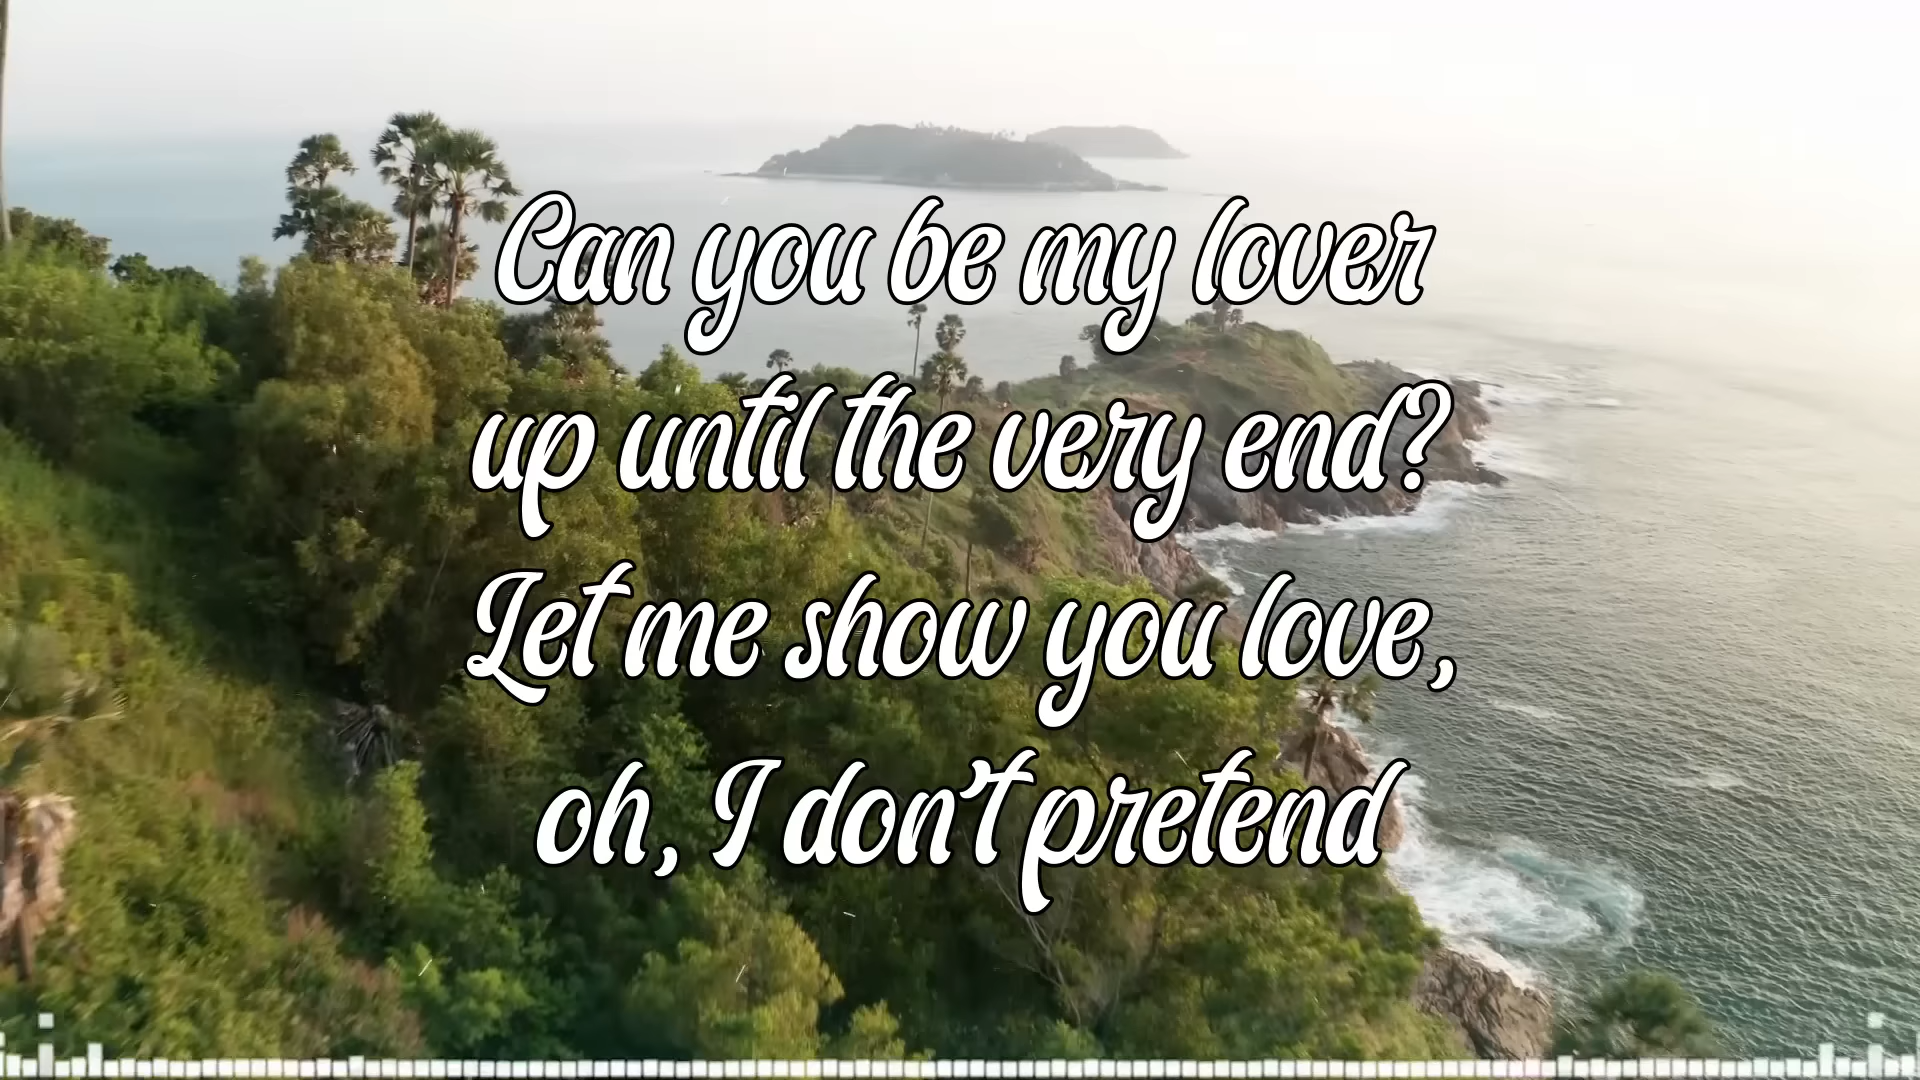 Can you be my lover
up until the very end?
Let me show you love,
oh, I don't pretend